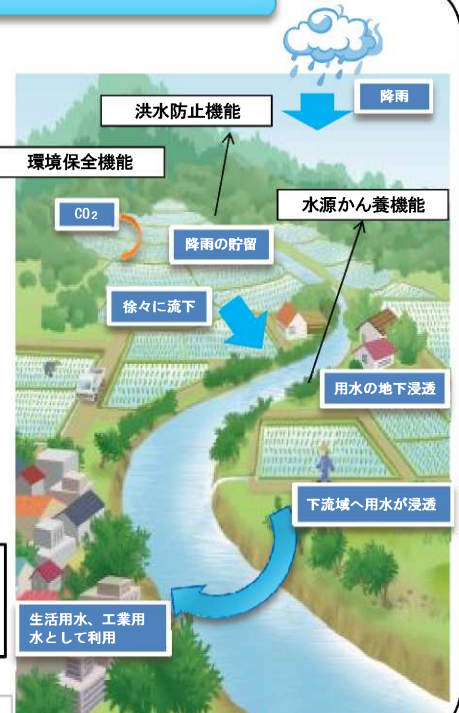 降雨
洪水防止機能
環境保全機能
水源かん養機能
CO₂
降雨の貯留
徐々に流下
用水の地下浸透
下流域へ用水が浸透
生活用水、工業用
水として利用